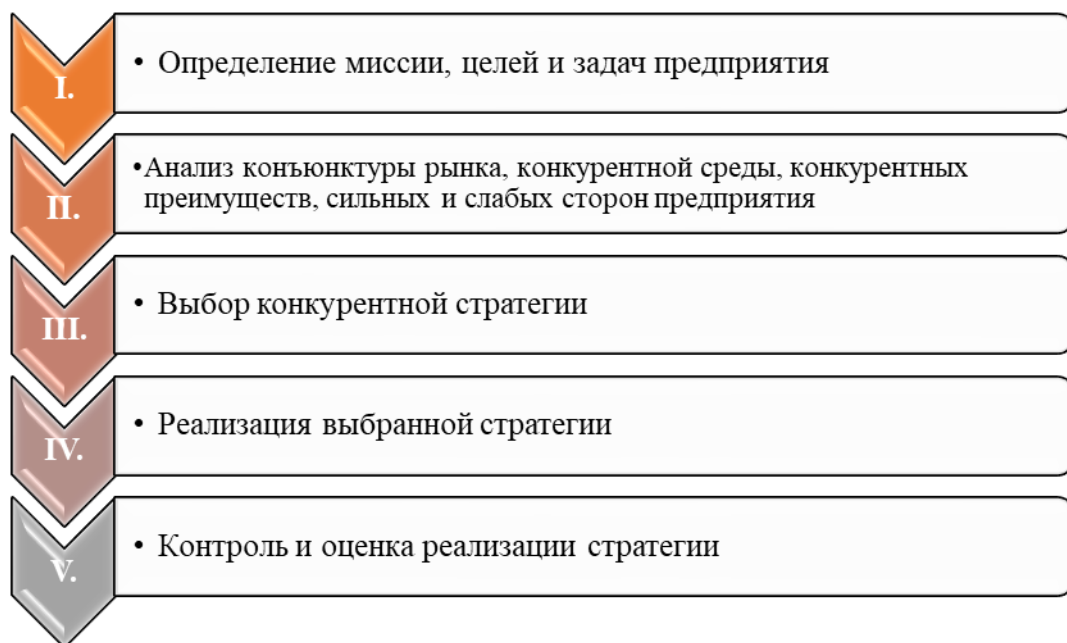 I.
• Определение миссии, целей и задач предприятия
II.
•Анализ конъюнктуры рынка, конкурентной среды, конкурентных
преимуществ, сильных и слабых сторон предприятия
III.
• Выбор конкурентной стратегии
IV.
• Реализация выбранной стратегии
V.
• Контроль и оценка реализации стратегии